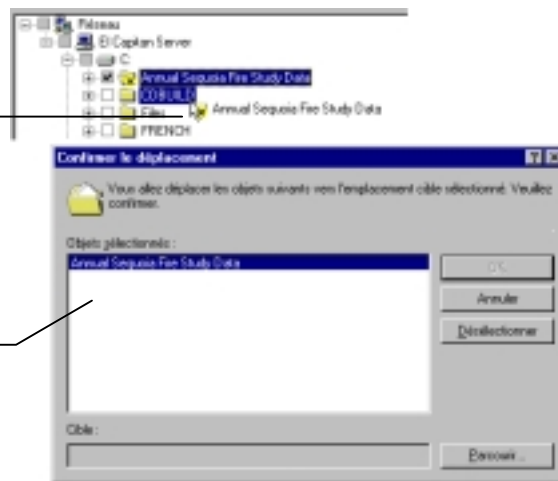 Réseau
El Capitan Server
C
Annual Sequoia Fire Study Data
COBUILD
Files
Annual Sequoia Fire Study Data
FRENCH
Confirmer le déplacement
Vous allez déplacer les objets suivants vers l'emplacement cible sélectionné. Veuillez
confirmer.
Objets sélectionnés :
Annual Sequoia Fire Study Data
OK
Annuler
Désélectionner
Cible :
Parcourir...